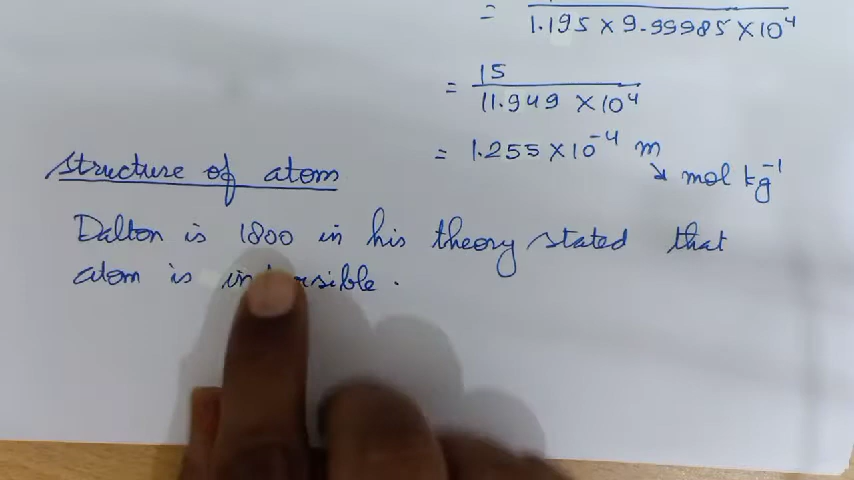 = 1.195 × 9.99985 × 10⁴
= 15 / 11.949 × 10⁴
= 1.255 × 10⁻⁴ m
↘ mol kg⁻¹
structure of atom
Dalton is 1800 in his theory stated that
atom is